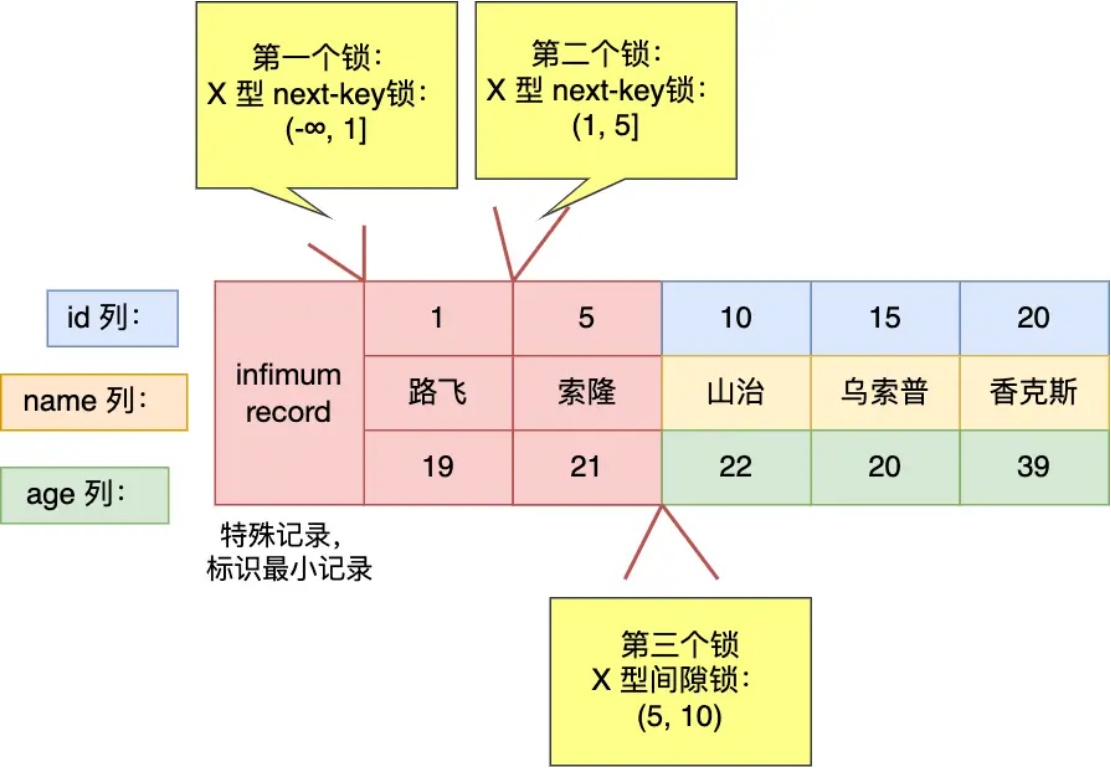 第一个锁：
X 型 next-key锁：
(-∞, 1]
第二个锁：
X 型 next-key锁：
(1, 5]
id 列：
name 列：
age 列：
infimum
record
1
5
10
15
20
路飞
索隆
山治
乌索普
香克斯
19
21
22
20
39
特殊记录，
标识最小记录
第三个锁
X 型间隙锁：
(5, 10)